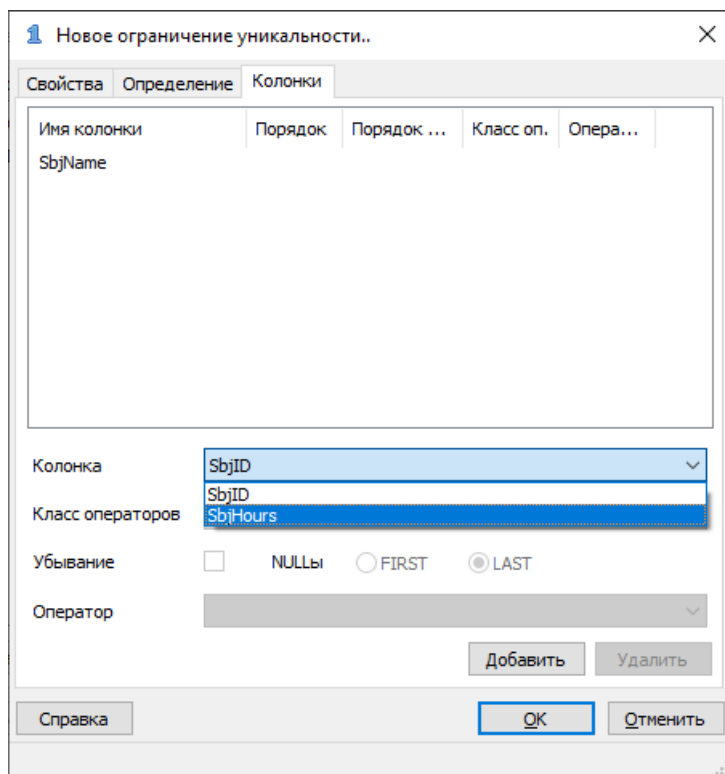 1 Новое ограничение уникальности..
Свойства Определение Колонки
Имя колонки Порядок Порядок ... Класс оп. Опера...
SbjName
Колонка SbjID
SbjID
Класс операторов SbjHours
Убывание NULLы FIRST LAST
Оператор
Добавить Удалить
Справка OK Отменить